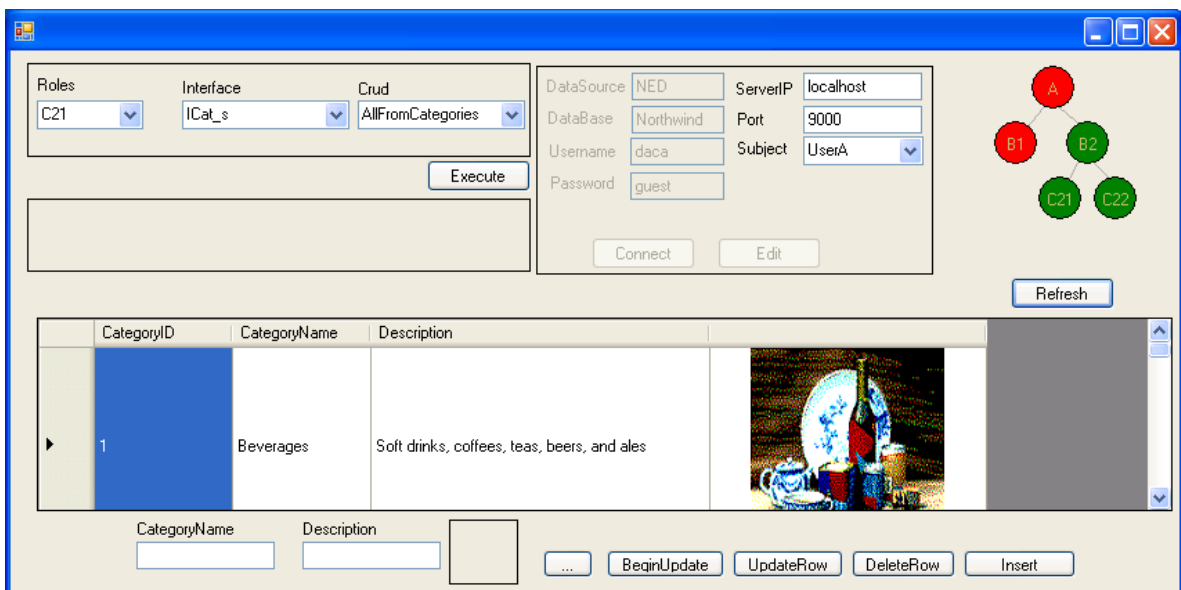 Roles Interface Crud
C21 ICat_s AllFromCategories
Execute
DataSource NED ServerIP localhost
DataBase Northwind Port 9000
Username daca Subject UserA
Password guest
Connect Edit
A
B1 B2
C21 C22
Refresh
CategoryID CategoryName Description
1 Beverages Soft drinks, coffees, teas, beers, and ales
CategoryName Description
... BeginUpdate UpdateRow DeleteRow Insert